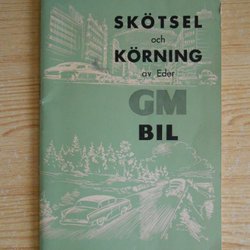 SKÖTSEL
och
KÖRNING
av Eder
GM
BIL